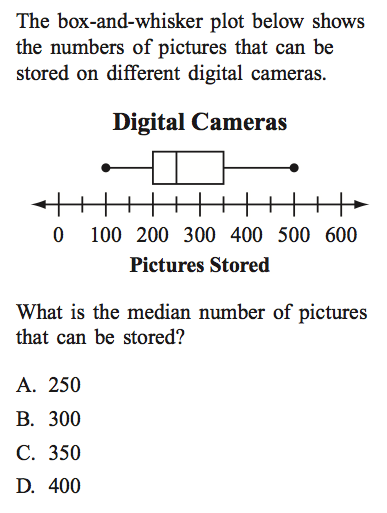 The box-and-whisker plot below shows
the numbers of pictures that can be
stored on different digital cameras.
Digital Cameras
0 100 200 300 400 500 600
Pictures Stored
What is the median number of pictures
that can be stored?
A. 250
B. 300
C. 350
D. 400